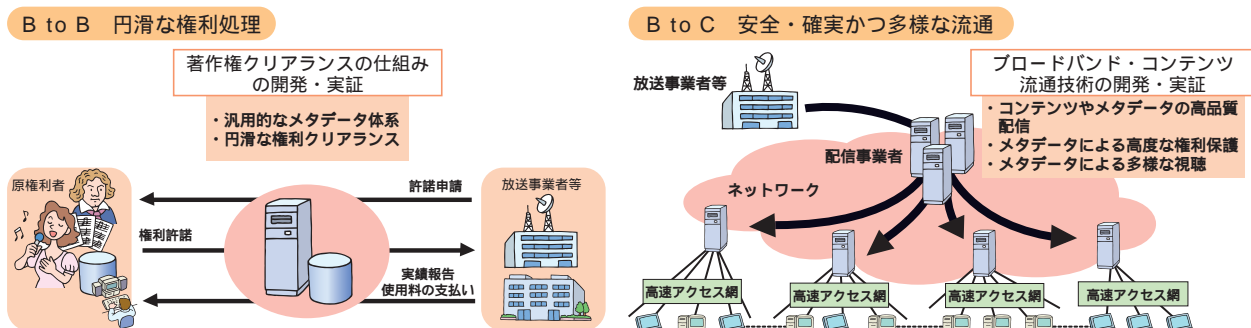 B to B 円滑な権利処理
著作権クリアランスの仕組み
の開発・実証
・汎用的なメタデータ体系
・円滑な権利クリアランス
原権利者
許諾申請
権利許諾
実績報告
使用料の支払い
放送事業者等
B to C 安全・確実かつ多様な流通
放送事業者等
ブロードバンド・コンテンツ
流通技術の開発・実証
・コンテンツやメタデータの高品質
配信
・メタデータによる高度な権利保護
・メタデータによる多様な視聴
配信事業者
ネットワーク
高速アクセス網
高速アクセス網
高速アクセス網
高速アクセス網